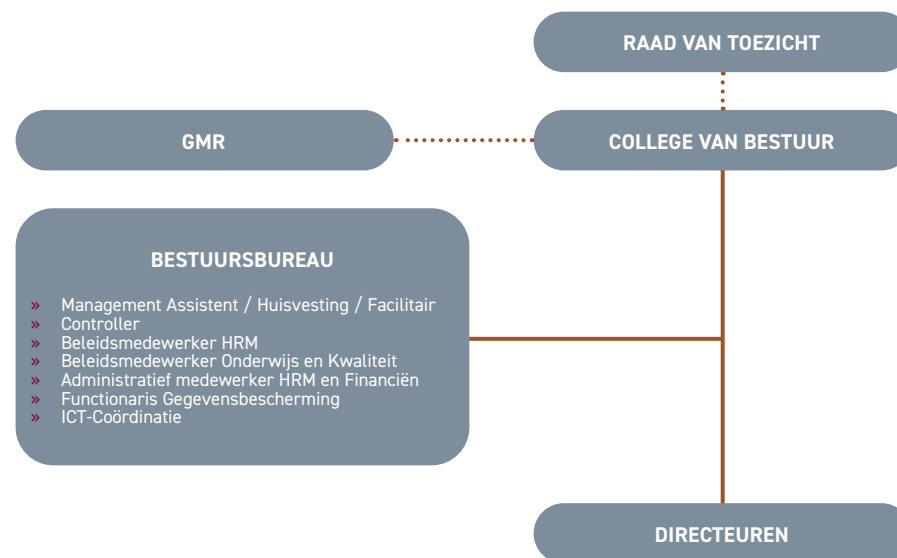 RAAD VAN TOEZICHT
GMR
COLLEGE VAN BESTUUR
BESTUURSBUREAU
» Management Assistent / Huisvesting / Facilitair
» Controller
» Beleidsmedewerker HRM
» Beleidsmedewerker Onderwijs en Kwaliteit
» Administratief medewerker HRM en Financiën
» Functionaris Gegevensbescherming
» ICT-Coördinatie
DIRECTEUREN